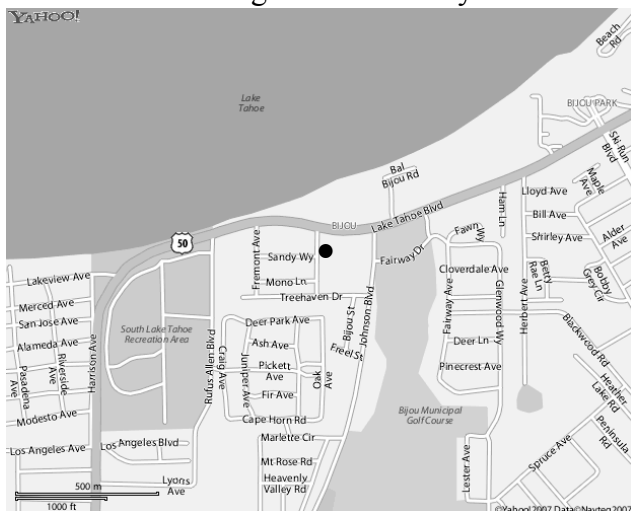 YAHOO!
Beach
Rd
Lake
Tahoe
BIJOU PARK
Ski Run
Blvd
Maple
Ave
Bal
Bijou Rd
Lloyd Ave
Ham Ln
Lake Tahoe Blvd
BIJOU
50
Bill Ave
Alder
Ave
Fawn
Wy
Shirley Ave
Fremont Ave
Sandy Wy
Fairway Dr
Cloverdale Ave
Betty
Rae Ln
Bobby
Grey Cir
Lakeview Ave
Mono Ln
Treehaven Dr
Johnson Blvd
Fairway Ave
Glenwood Wy
Herbert Ave
Merced Ave
San Jose Ave
Alameda Ave
South Lake Tahoe
Recreation Area
Deer Park Ave
Bijou St
Freel St
Ash Ave
Deer Ln
Blackwood Rd
Pasadena
Ave
Riverside
Ave
Harrison Ave
Rufus Allen Blvd
Craig Ave
Juniper Ave
Pickett
Ave
Oak
Ave
Pinecrest Ave
Heather
Lake Rd
Fir Ave
Modesto Ave
Cape Horn Rd
Bijou Municipal
Golf Course
Peninsula
Rd
Los Angeles Ave
Los Angeles Blvd
Marlette Cir
Mt Rose Rd
Spruce Ave
Lyons
Ave
Heavenly
Valley Rd
Lester Ave
500 m
1000 ft
©Yahoo! 2007 Data©Navteq 2007